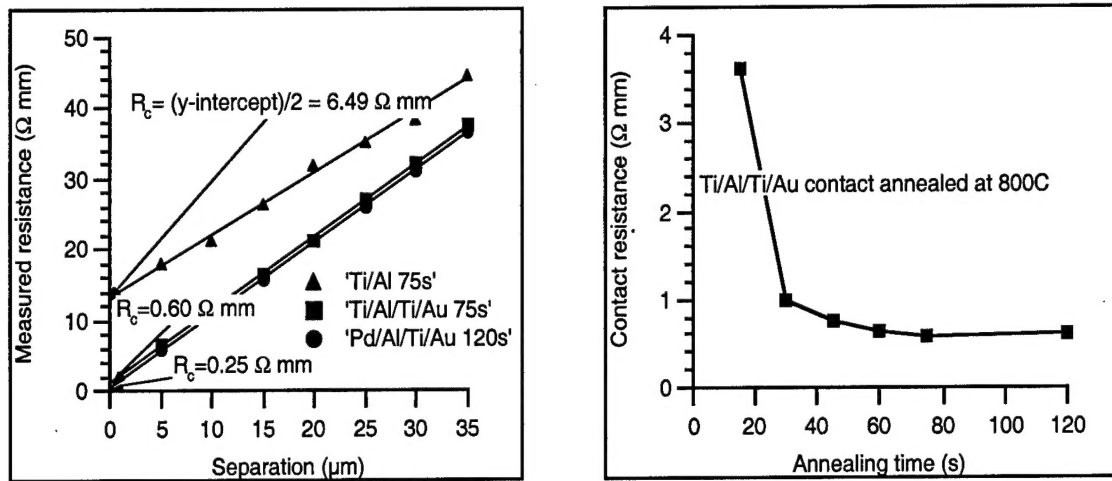 50
40
30
20
10
0
Measured resistance (Ω mm)
R_c= (y-intercept)/2 = 6.49 Ω mm
R_c=0.60 Ω mm
R_c=0.25 Ω mm
'Ti/Al 75s'
'Ti/Al/Ti/Au 75s'
'Pd/Al/Ti/Au 120s'
0 5 10 15 20 25 30 35
Separation (µm)
4
3
2
1
0
Contact resistance (Ω mm)
Ti/Al/Ti/Au contact annealed at 800C
0 20 40 60 80 100 120
Annealing time (s)